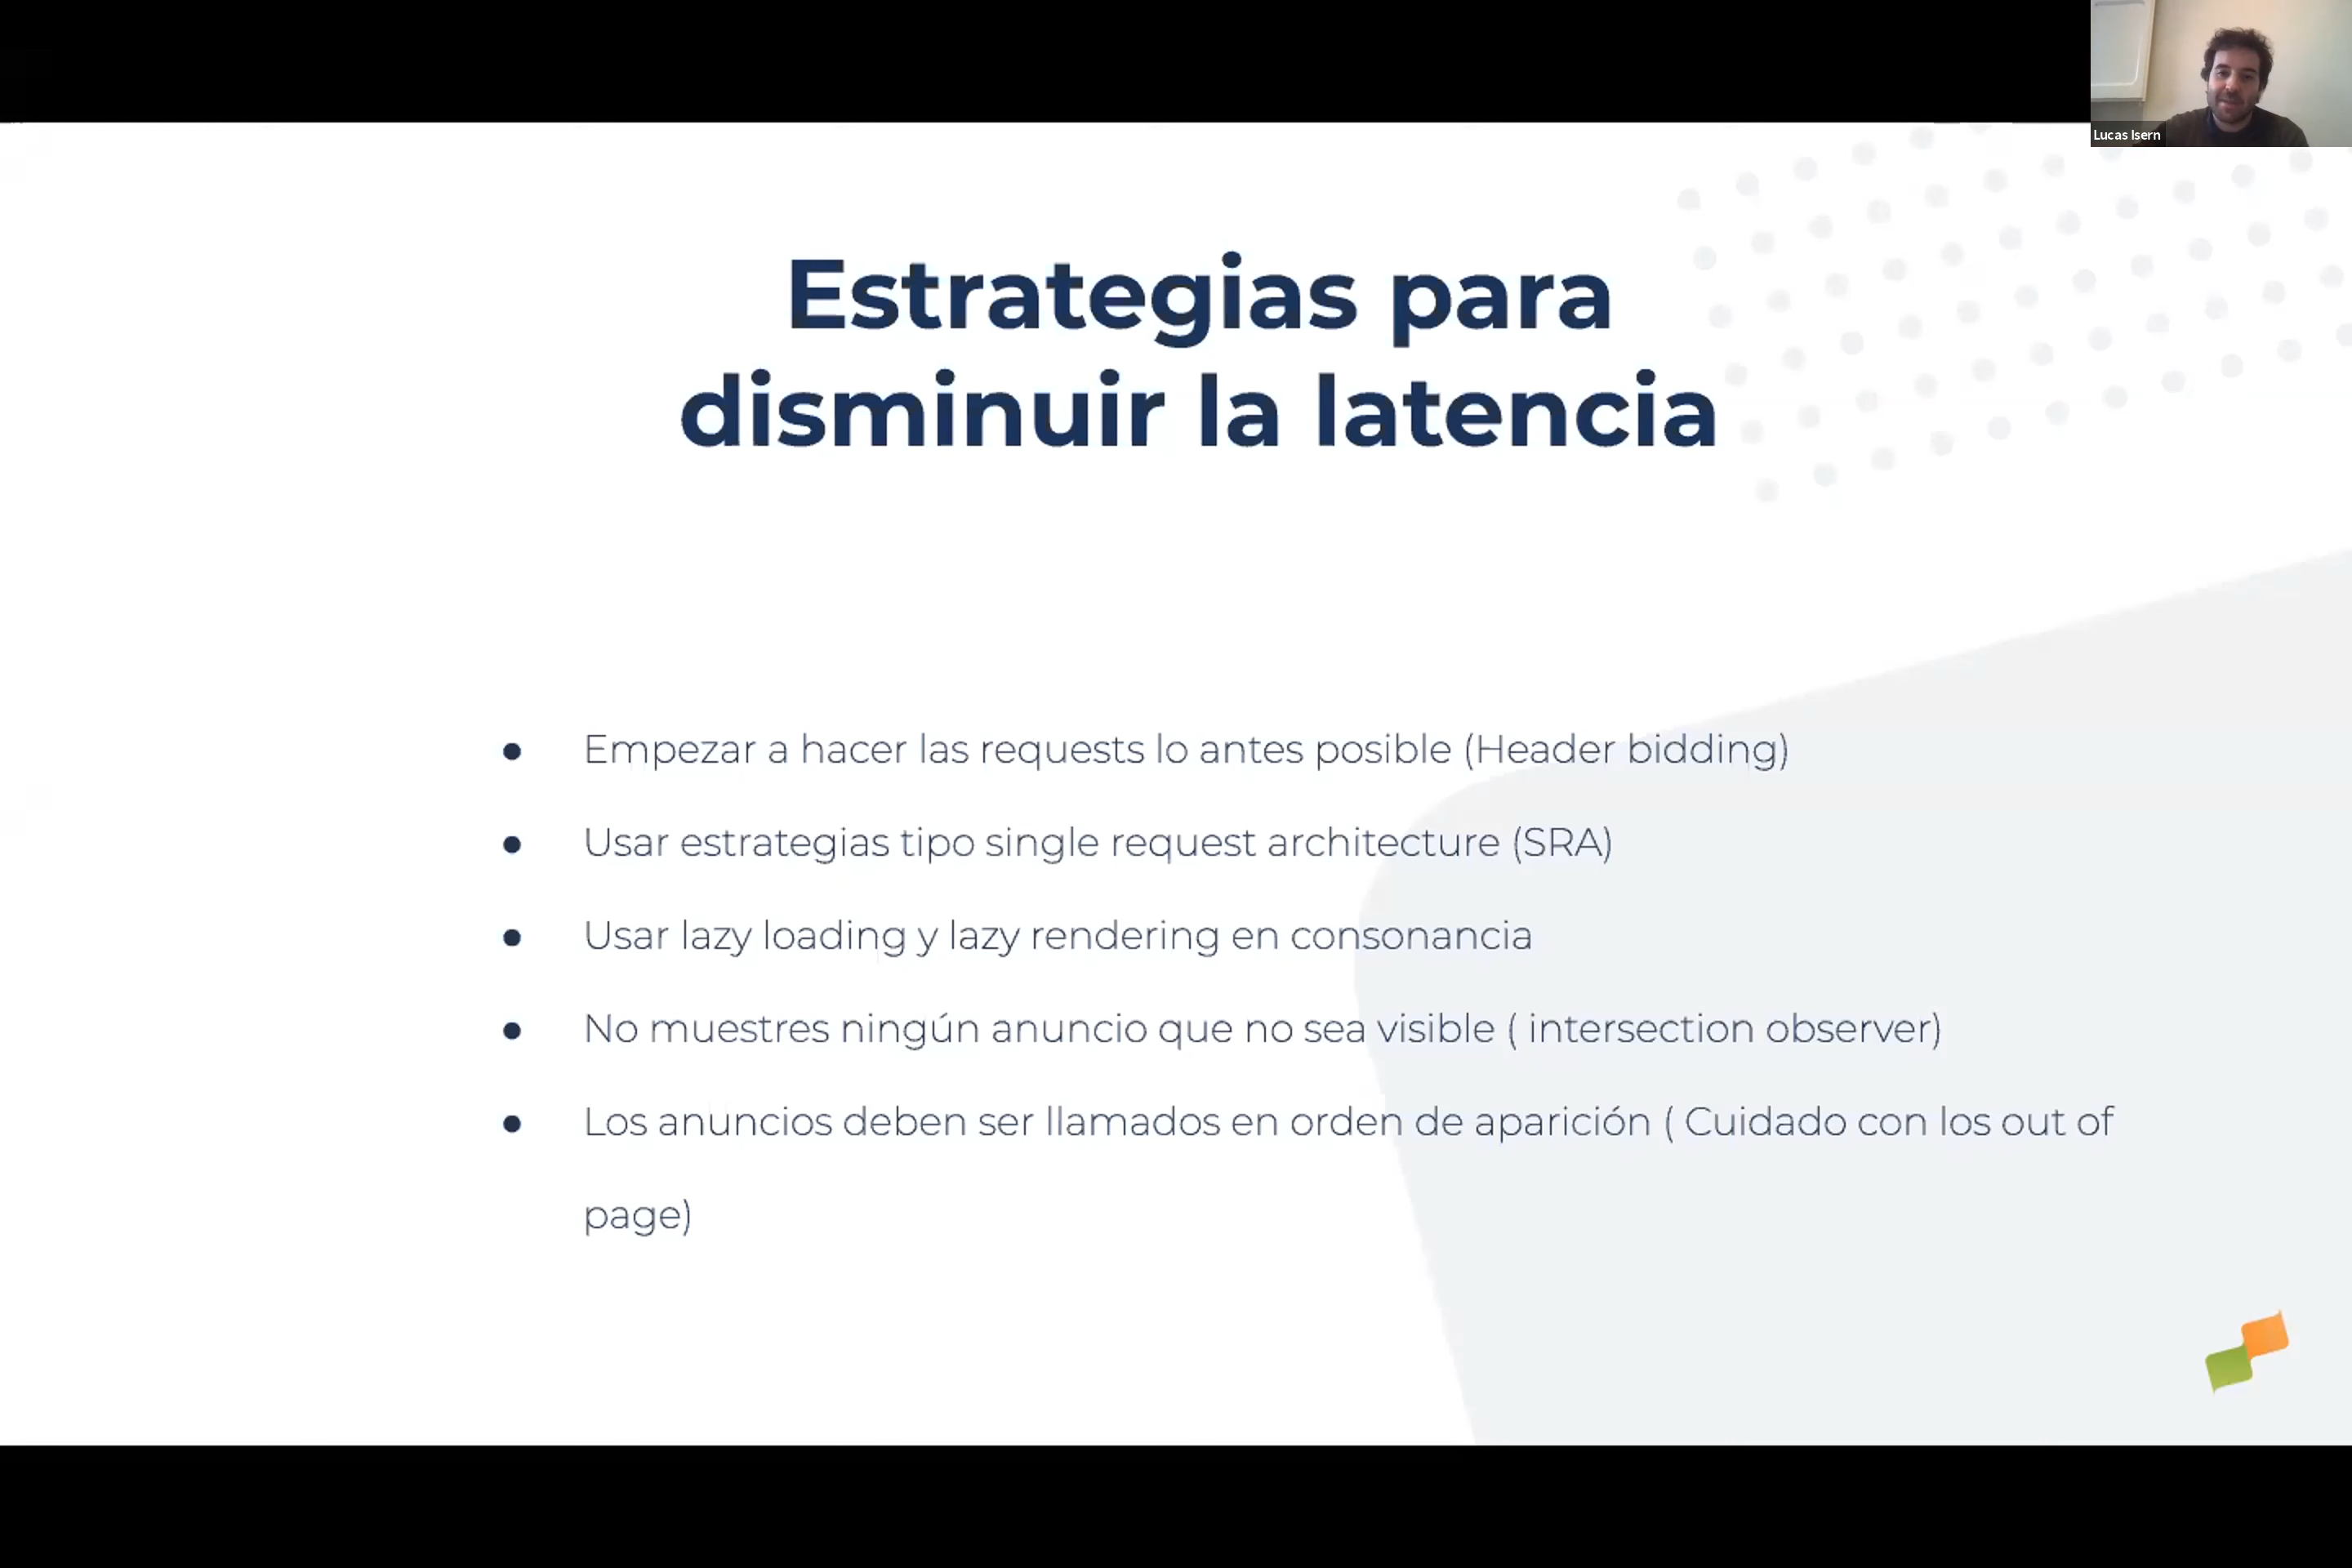 Lucas Isern
Estrategias para
disminuir la latencia
● Empezar a hacer las requests lo antes posible (Header bidding)
● Usar estrategias tipo single request architecture (SRA)
● Usar lazy loading y lazy rendering en consonancia
● No muestres ningún anuncio que no sea visible ( intersection observer)
● Los anuncios deben ser llamados en orden de aparición ( Cuidado con los out of
page)